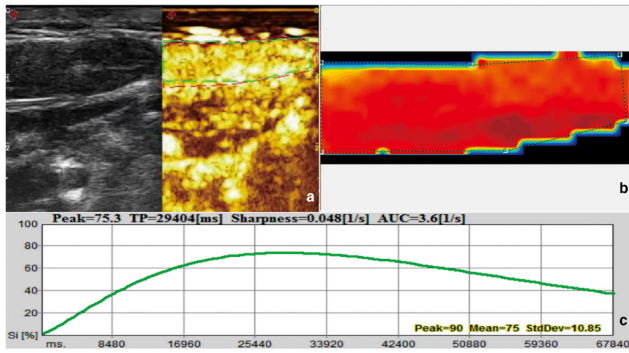 a
b
Peak=75.3 TP=29404[ms] Sharpness=0.048[1/s] AUC=3.6[1/s]
100
80
60
40
20
Si [%]
ms. 8480 16960 25440 33920 42400 50880 59360 67840
Peak=90 Mean=75 StdDev=10.85
c